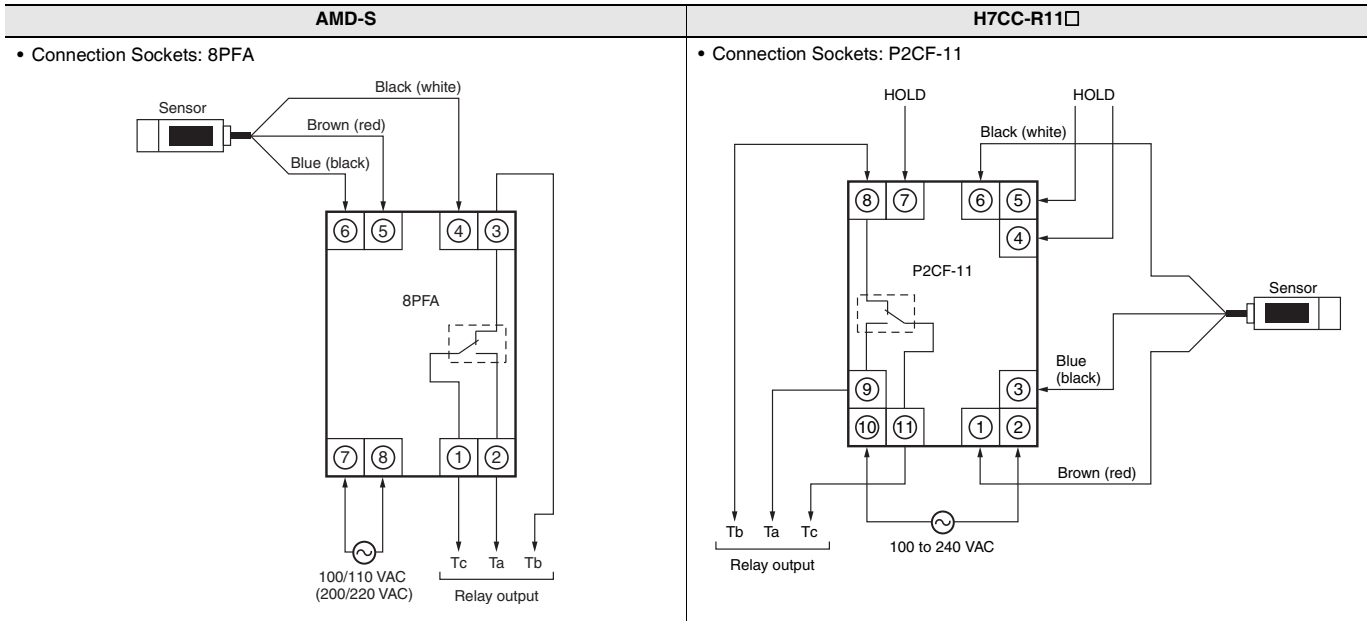 AMD-S
H7CC-R11□
• Connection Sockets: 8PFA
Sensor
Black (white)
Brown (red)
Blue (black)
6 5 4 3
8PFA
7 8 1 2
100/110 VAC
(200/220 VAC)
Tc Ta Tb
Relay output
• Connection Sockets: P2CF-11
HOLD HOLD
Black (white)
8 7 6 5
4
P2CF-11
Sensor
Blue
(black)
9 3
10 11 1 2
Brown (red)
Tb Ta Tc
Relay output
100 to 240 VAC